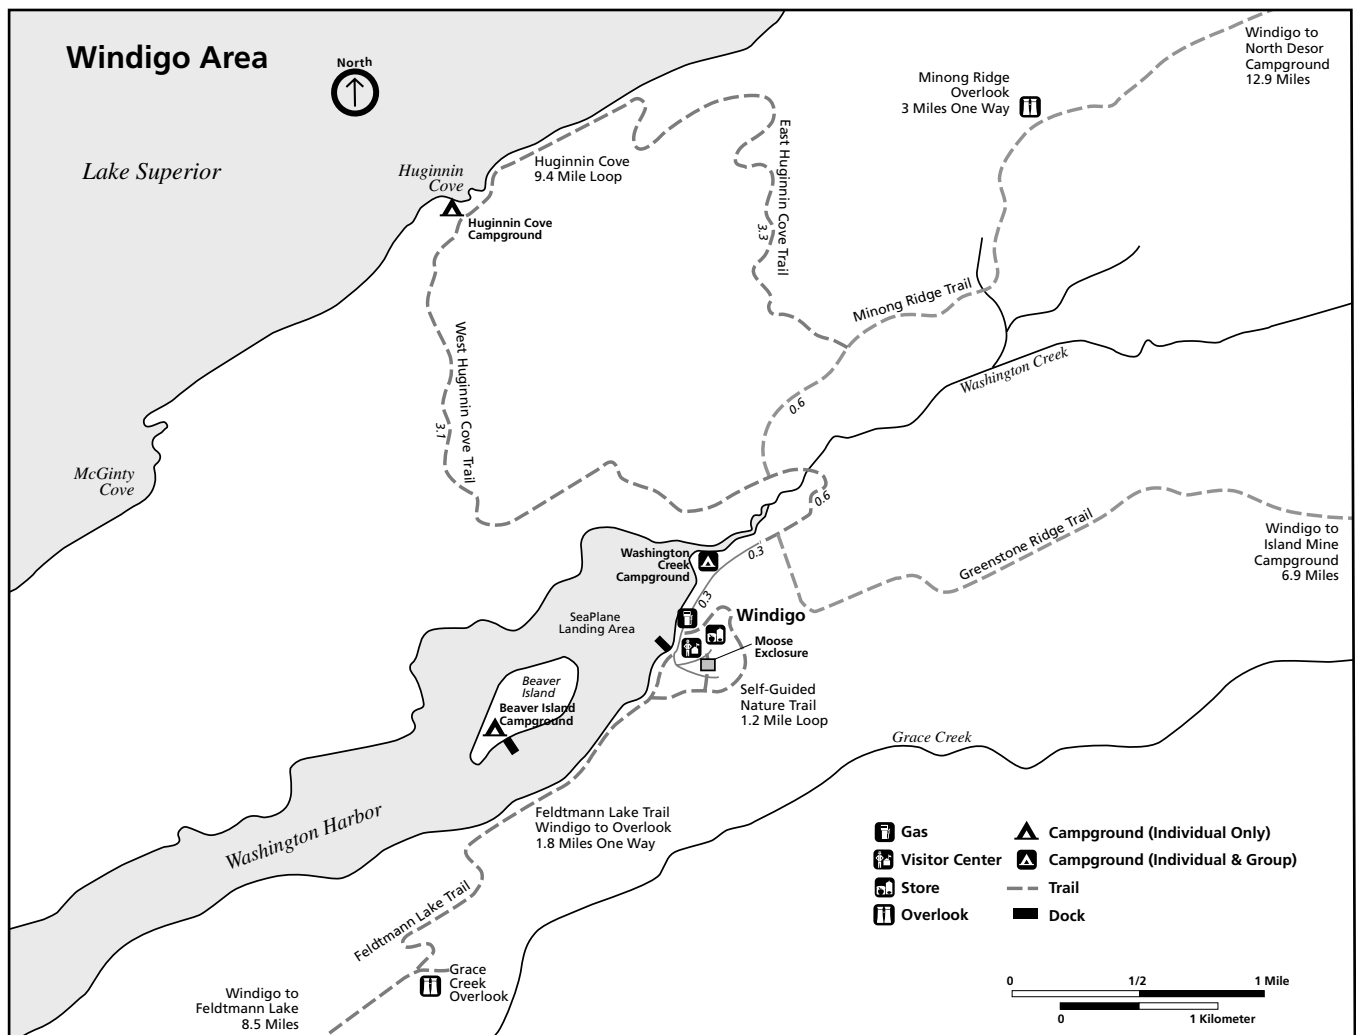 Windigo Area
North
Lake Superior
Huginnin
Cove
Huginnin Cove
Campground
Huginnin Cove
9.4 Mile Loop
East Huginnin Cove Trail
3.3
Minong Ridge
Overlook
3 Miles One Way
Windigo to
North Desor
Campground
12.9 Miles
Minong Ridge Trail
Washington Creek
West Huginnin Cove Trail
3.1
0.6
McGinty
Cove
0.6
0.3
Greenstone Ridge Trail
Windigo to
Island Mine
Campground
6.9 Miles
Washington
Creek
Campground
0.3
SeaPlane
Landing Area
Windigo
Moose
Exclosure
Self-Guided
Nature Trail
1.2 Mile Loop
Beaver
Island
Beaver Island
Campground
Grace Creek
Washington Harbor
Feldtmann Lake Trail
Windigo to Overlook
1.8 Miles One Way
Feldtmann Lake Trail
Grace
Creek
Overlook
Windigo to
Feldtmann Lake
8.5 Miles
Gas
Visitor Center
Store
Overlook
Campground (Individual Only)
Campground (Individual & Group)
Trail
Dock
0 1/2 1 Mile
0 1 Kilometer